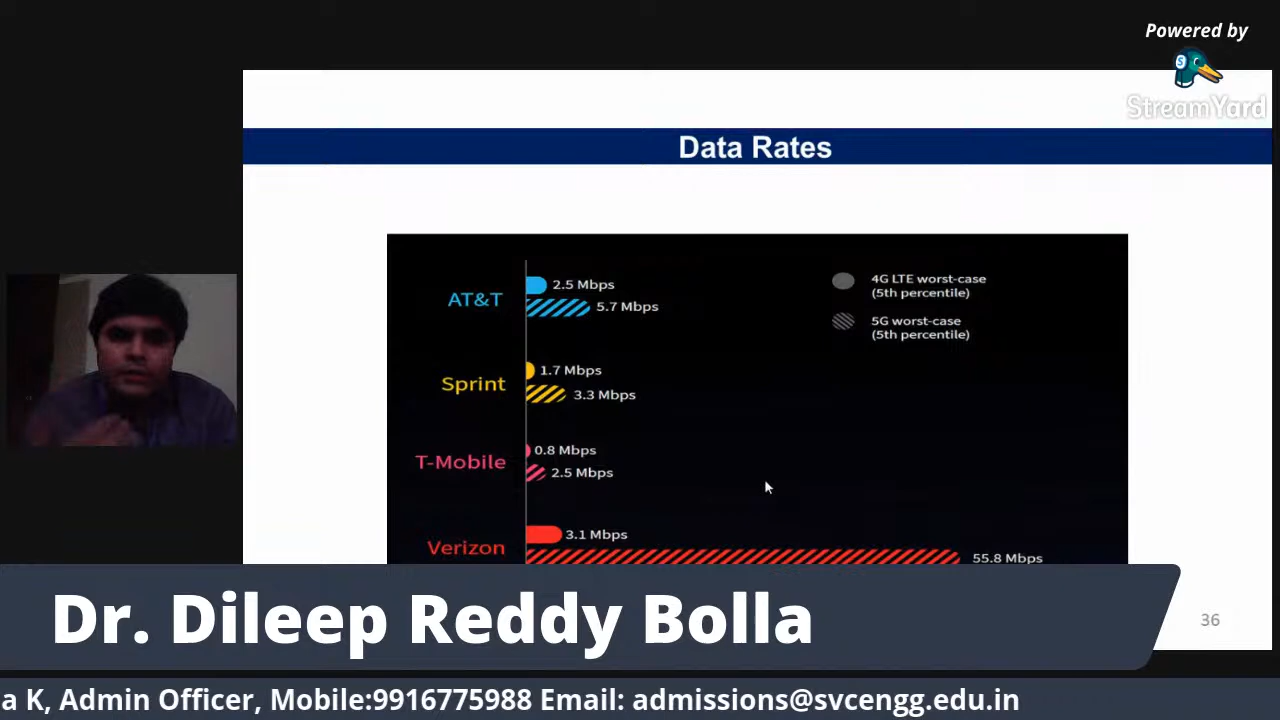 Powered by
StreamYard
Data Rates
AT&T
2.5 Mbps
5.7 Mbps
4G LTE worst-case
(5th percentile)
5G worst-case
(5th percentile)
Sprint
1.7 Mbps
3.3 Mbps
T-Mobile
0.8 Mbps
2.5 Mbps
Verizon
3.1 Mbps
55.8 Mbps
Dr. Dileep Reddy Bolla
36
a K, Admin Officer, Mobile:9916775988 Email: admissions@svcengg.edu.in